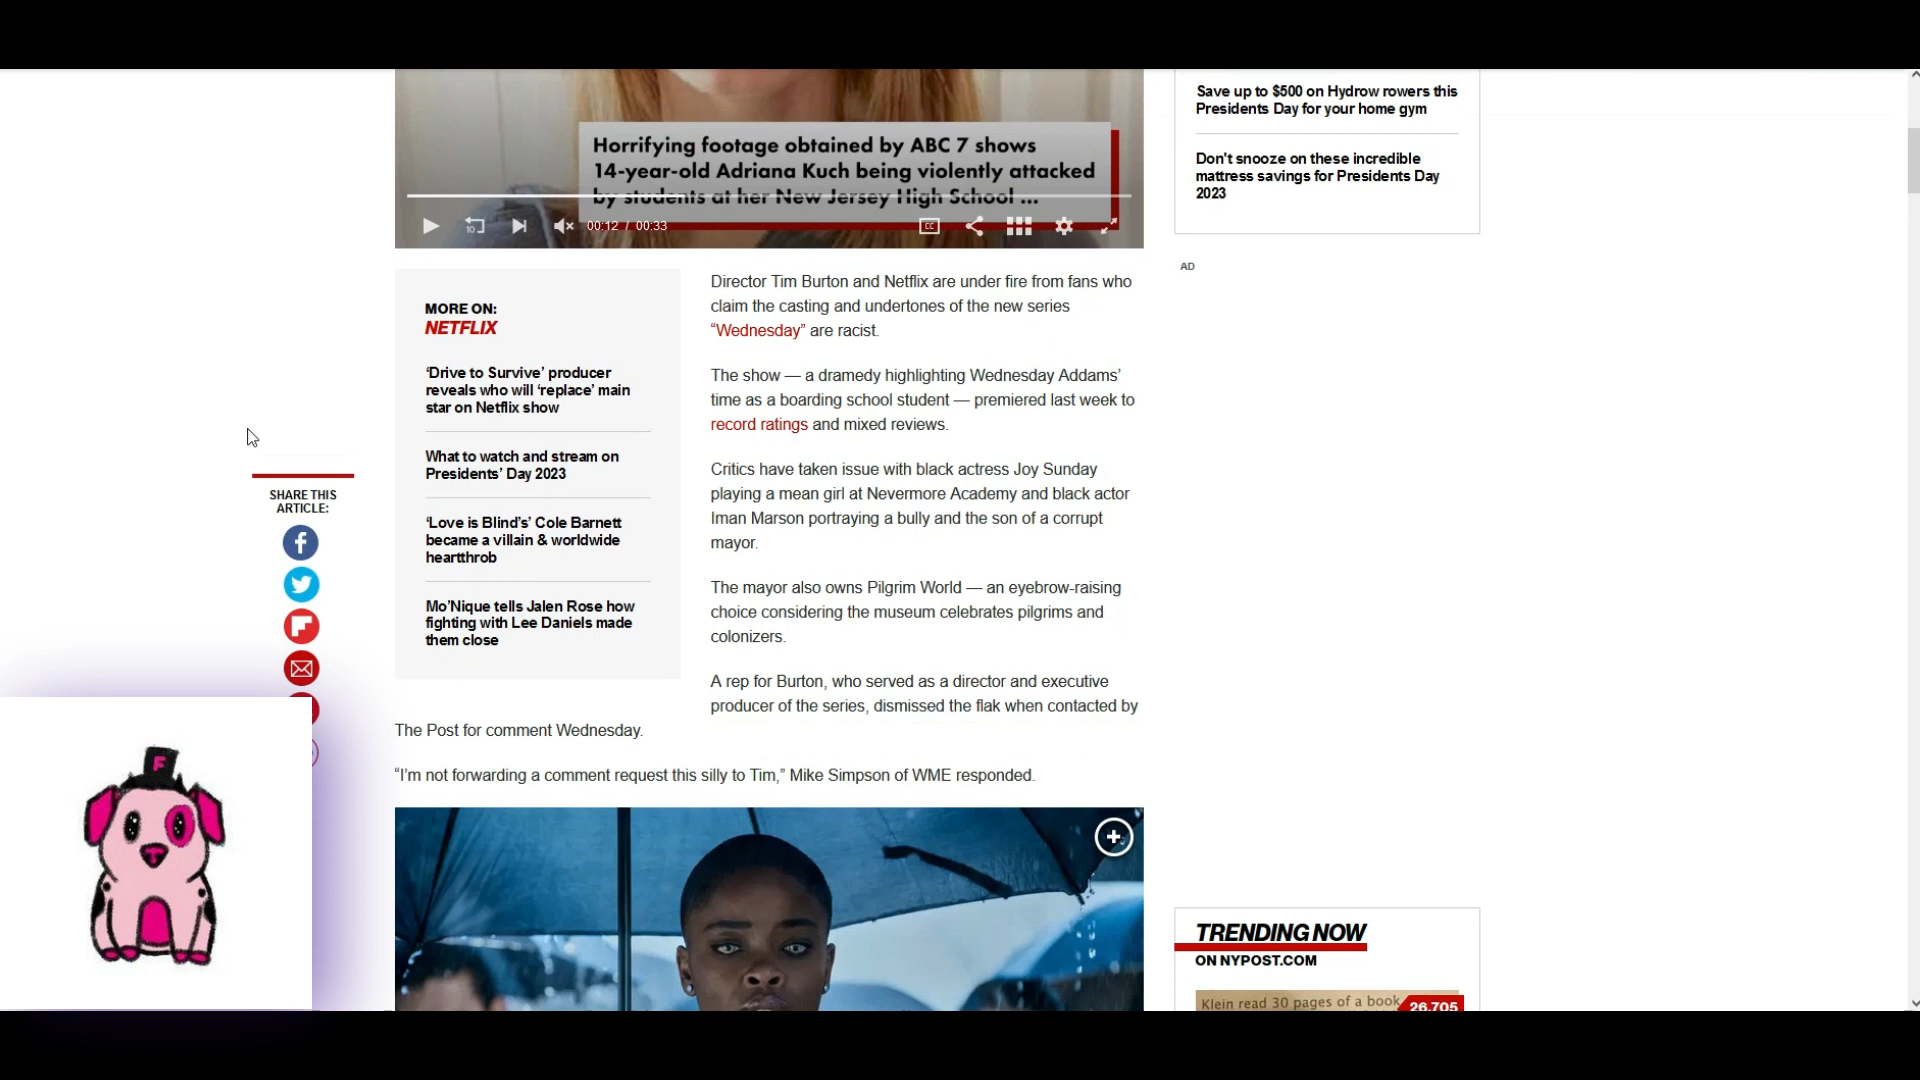 Horrifying footage obtained by ABC 7 shows
14-year-old Adriana Kuch being violently attacked
by students at her New Jersey High School ...
10
CC
00:12 / 00:33
Save up to $500 on Hydrow rowers this
Presidents Day for your home gym
Don't snooze on these incredible
mattress savings for Presidents Day
2023
AD
SHARE THIS
ARTICLE:
MORE ON:
NETFLIX
‘Drive to Survive’ producer
reveals who will ‘replace’ main
star on Netflix show
What to watch and stream on
Presidents’ Day 2023
‘Love is Blind’s’ Cole Barnett
became a villain & worldwide
heartthrob
Mo’Nique tells Jalen Rose how
fighting with Lee Daniels made
them close
Director Tim Burton and Netflix are under fire from fans who
claim the casting and undertones of the new series
“Wednesday” are racist.
The show — a dramedy highlighting Wednesday Addams’
time as a boarding school student — premiered last week to
record ratings and mixed reviews.
Critics have taken issue with black actress Joy Sunday
playing a mean girl at Nevermore Academy and black actor
Iman Marson portraying a bully and the son of a corrupt
mayor.
The mayor also owns Pilgrim World — an eyebrow-raising
choice considering the museum celebrates pilgrims and
colonizers.
A rep for Burton, who served as a director and executive
producer of the series, dismissed the flak when contacted by
The Post for comment Wednesday.
“I’m not forwarding a comment request this silly to Tim,” Mike Simpson of WME responded.
F
TRENDING NOW
ON NYPOST.COM
Klein read 30 pages of a book
26,705